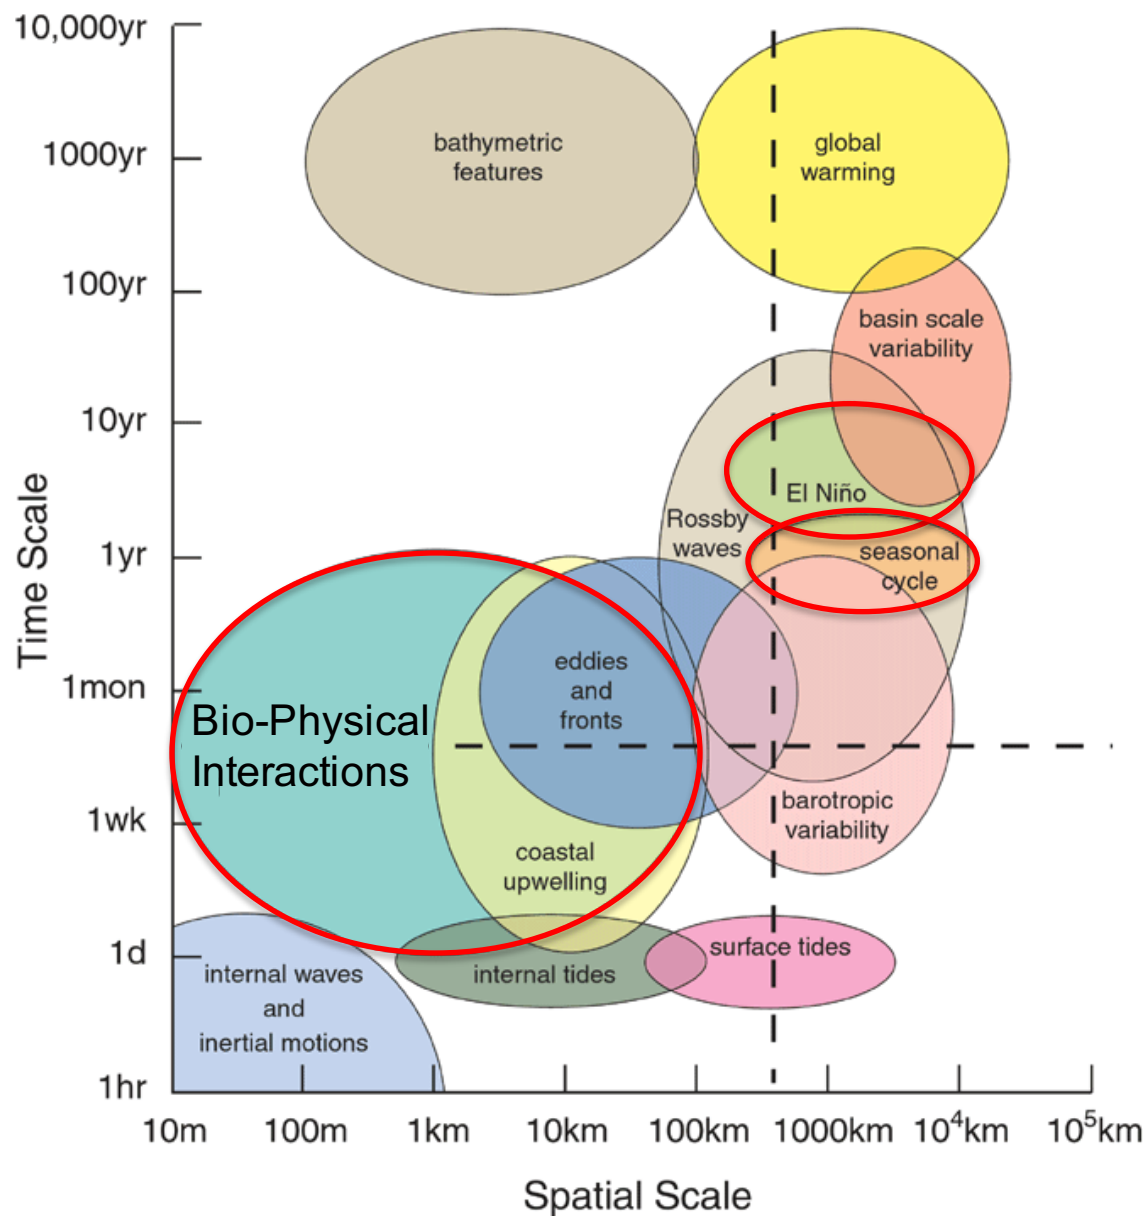 10,000yr
1000yr
100yr
10yr
1yr
1mon
1wk
1d
1hr
Time Scale
bathymetric
features
global
warming
basin scale
variability
El Niño
Rossby
waves
seasonal
cycle
eddies
and
fronts
Bio-Physical
Interactions
barotropic
variability
coastal
upwelling
surface tides
internal tides
internal waves
and
inertial motions
10m
100m
1km
10km
100km
1000km
10⁴km
10⁵km
Spatial Scale